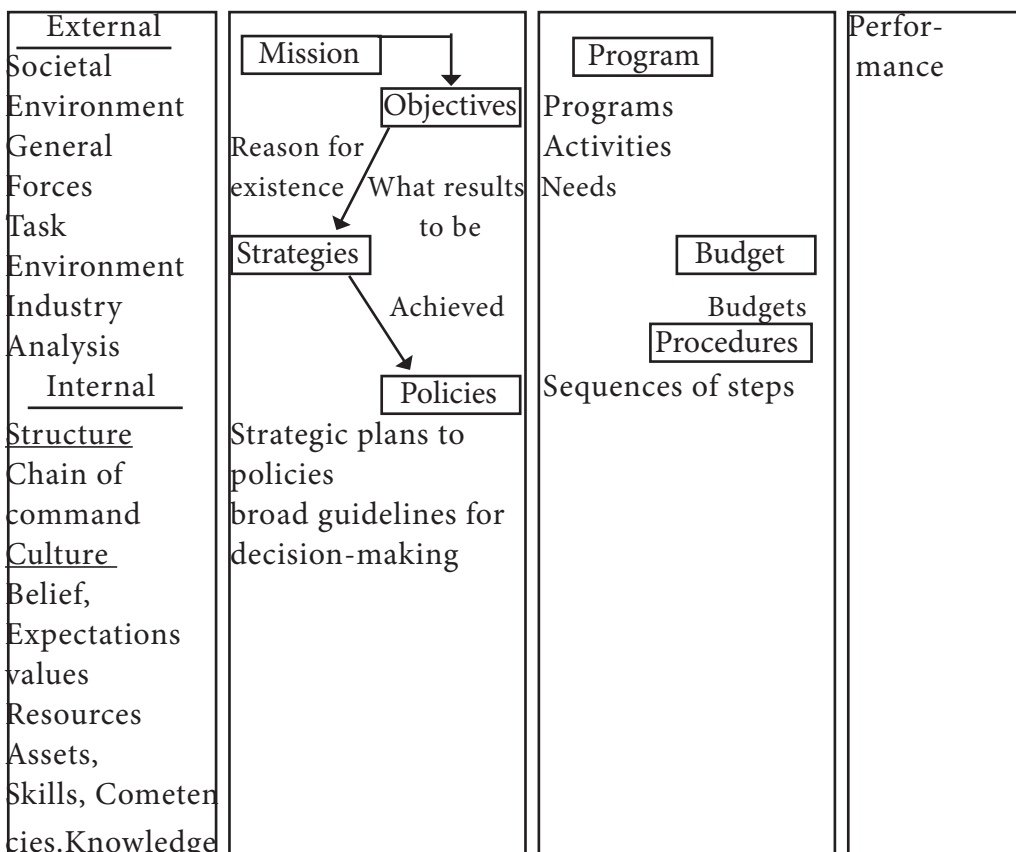 External
Societal
Environment
General
Forces
Task
Environment
Industry
Analysis
Internal
Structure
Chain of
command
Culture
Belief,
Expectations
values
Resources
Assets,
Skills, Cometen
cies.Knowledge
Mission
Objectives
Reason for
existence
What results
to be
Strategies
Achieved
Policies
Strategic plans to
policies
broad guidelines for
decision-making
Program
Programs
Activities
Needs
Budget
Budgets
Procedures
Sequences of steps
Perfor-
mance